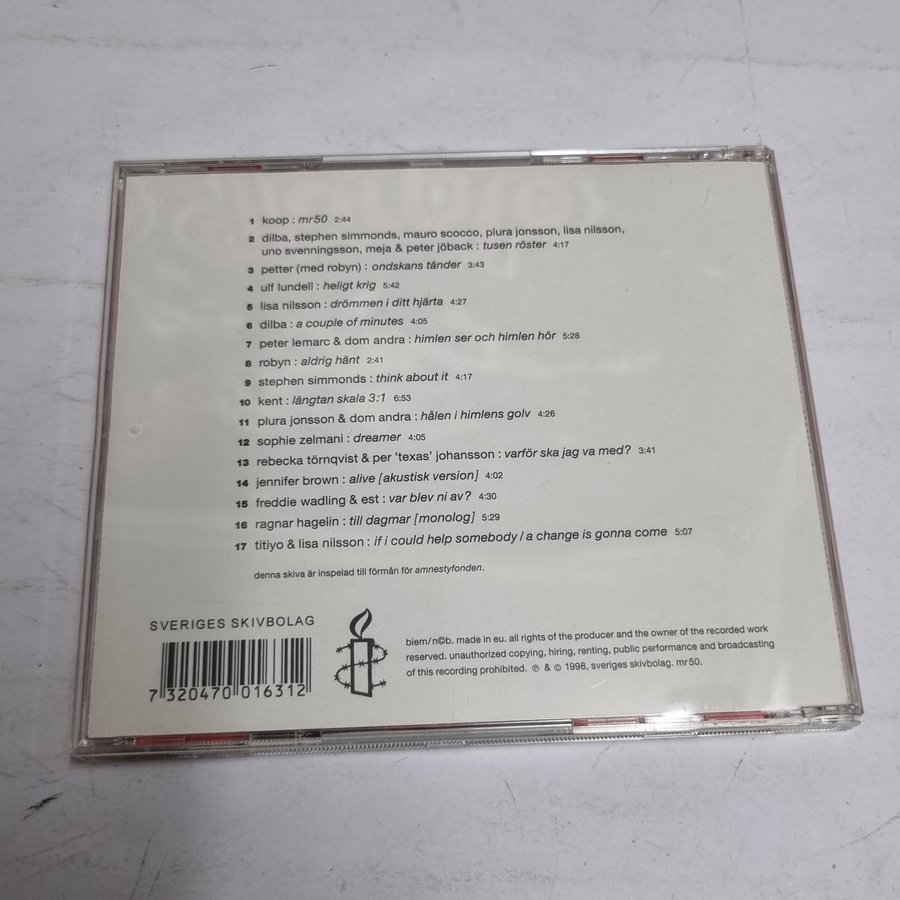 1 koop : mr50 2:44
2 dilba, stephen simmonds, mauro scocco, plura jonsson, lisa nilsson,
uno svenningsson, meja & peter jöback : tusen röster 4:17
3 petter (med robyn) : ondskans tänder 3:43
4 ulf lundell : heligt krig 5:42
5 lisa nilsson : drömmen i ditt hjärta 4:27
6 dilba : a couple of minutes 4:05
7 peter lemarc & dom andra : himlen ser och himlen hör 5:28
8 robyn : aldrig hänt 2:41
9 stephen simmonds : think about it 4:17
10 kent : längtan skala 3:1 6:53
11 plura jonsson & dom andra : hålen i himlens golv 4:26
12 sophie zelmani : dreamer 4:05
13 rebecka törnqvist & per 'texas' johansson : varför ska jag va med? 3:41
14 jennifer brown : alive [akustisk version] 4:02
15 freddie wadling & est : var blev ni av? 4:30
16 ragnar hagelin : till dagmar [monolog] 5:29
17 titiyo & lisa nilsson : if i could help somebody / a change is gonna come 5:07
denna skiva är inspelad till förmån för amnestyfonden.
SVERIGES SKIVBOLAG
7 320470 016312
biem/n©b. made in eu. all rights of the producer and the owner of the recorded work
reserved. unauthorized copying, hiring, renting, public performance and broadcasting
of this recording prohibited. ℗ & © 1998, sveriges skivbolag. mr50.